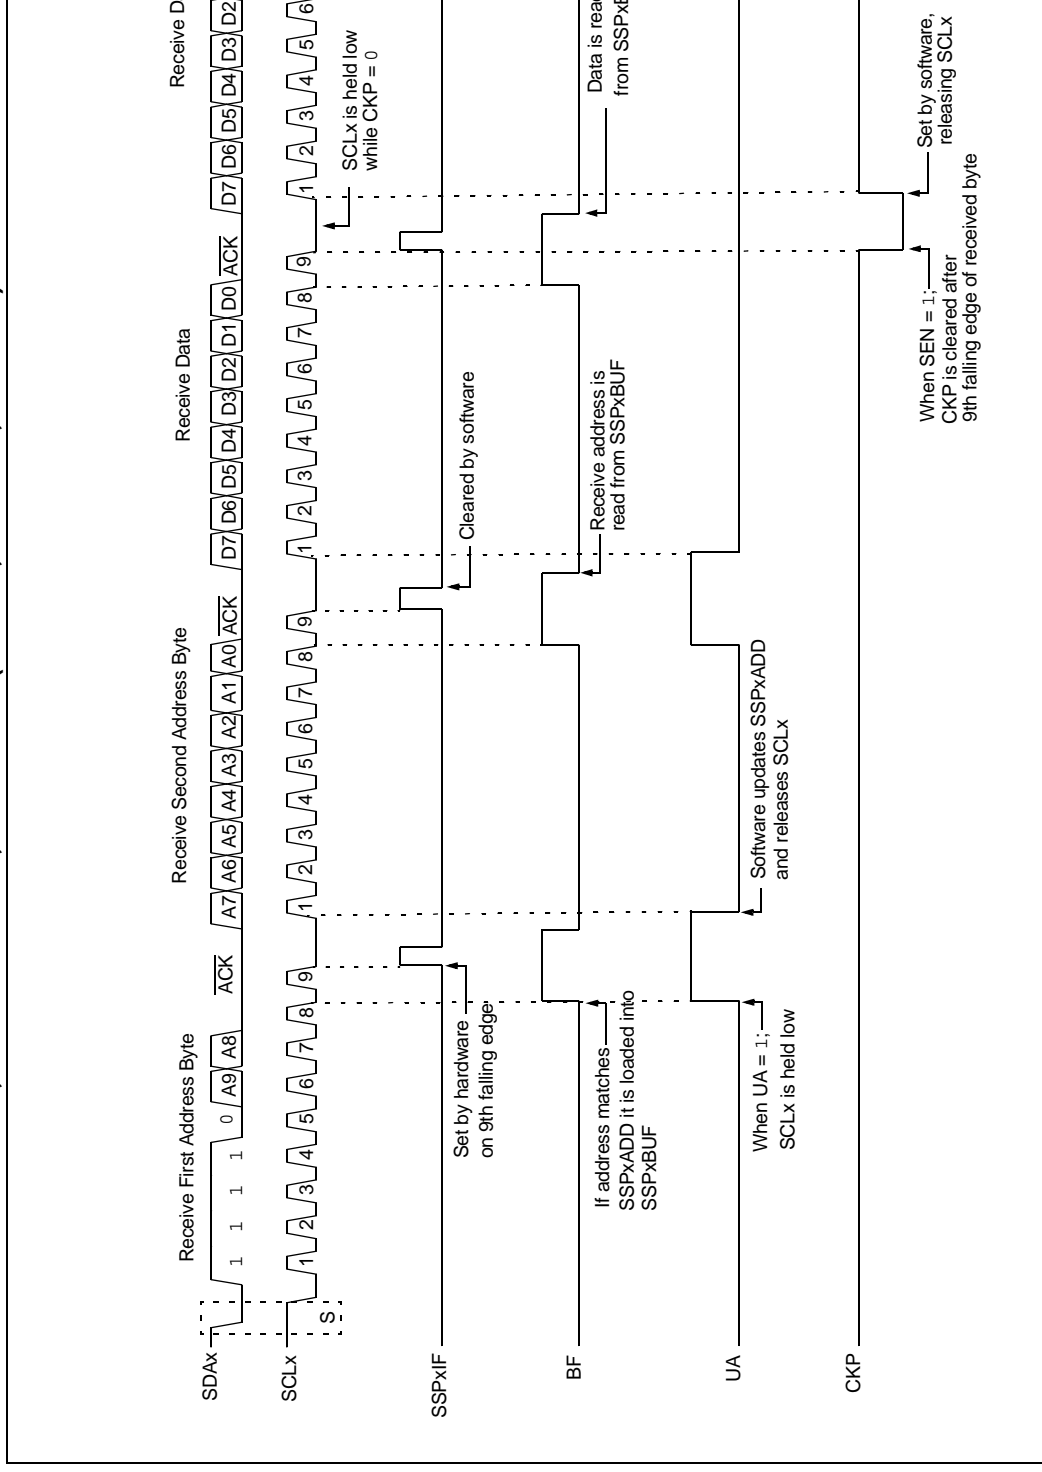 Receive First Address Byte
Receive Second Address Byte
Receive Data
Receive D
SDAx
1 1 1 1 0 A9 A8 ACK A7 A6 A5 A4 A3 A2 A1 A0 ACK D7 D6 D5 D4 D3 D2 D1 D0 ACK D7 D6 D5 D4 D3 D2
SCLx
S
1 2 3 4 5 6 7 8 9 1 2 3 4 5 6 7 8 9 1 2 3 4 5 6 7 8 9 1 2 3 4 5 6
SCLx is held low
while CKP = 0
SSPxIF
Set by hardware
on 9th falling edge
Cleared by software
BF
If address matches
SSPxADD it is loaded into
SSPxBUF
Receive address is
read from SSPxBUF
Data is read
from SSPxB
UA
When UA = 1;
SCLx is held low
Software updates SSPxADD
and releases SCLx
CKP
When SEN = 1;
CKP is cleared after
9th falling edge of received byte
Set by software,
releasing SCLx